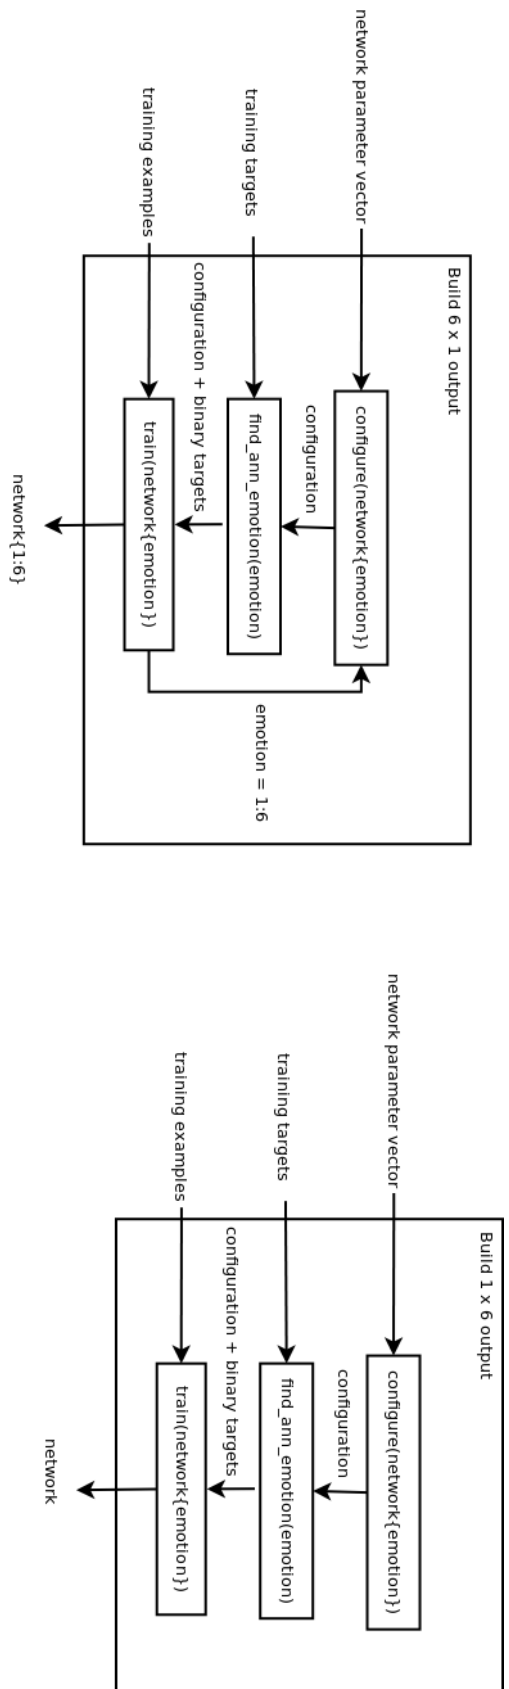 Build 6 x 1 output
network parameter vector
configure(network{emotion})
configuration
training targets
find_ann_emotion(emotion)
configuration + binary targets
training examples
train(network{emotion})
emotion = 1:6
network{1:6}
Build 1 x 6 output
network parameter vector
configure(network{emotion})
configuration
training targets
find_ann_emotion(emotion)
configuration + binary targets
training examples
train(network{emotion})
network